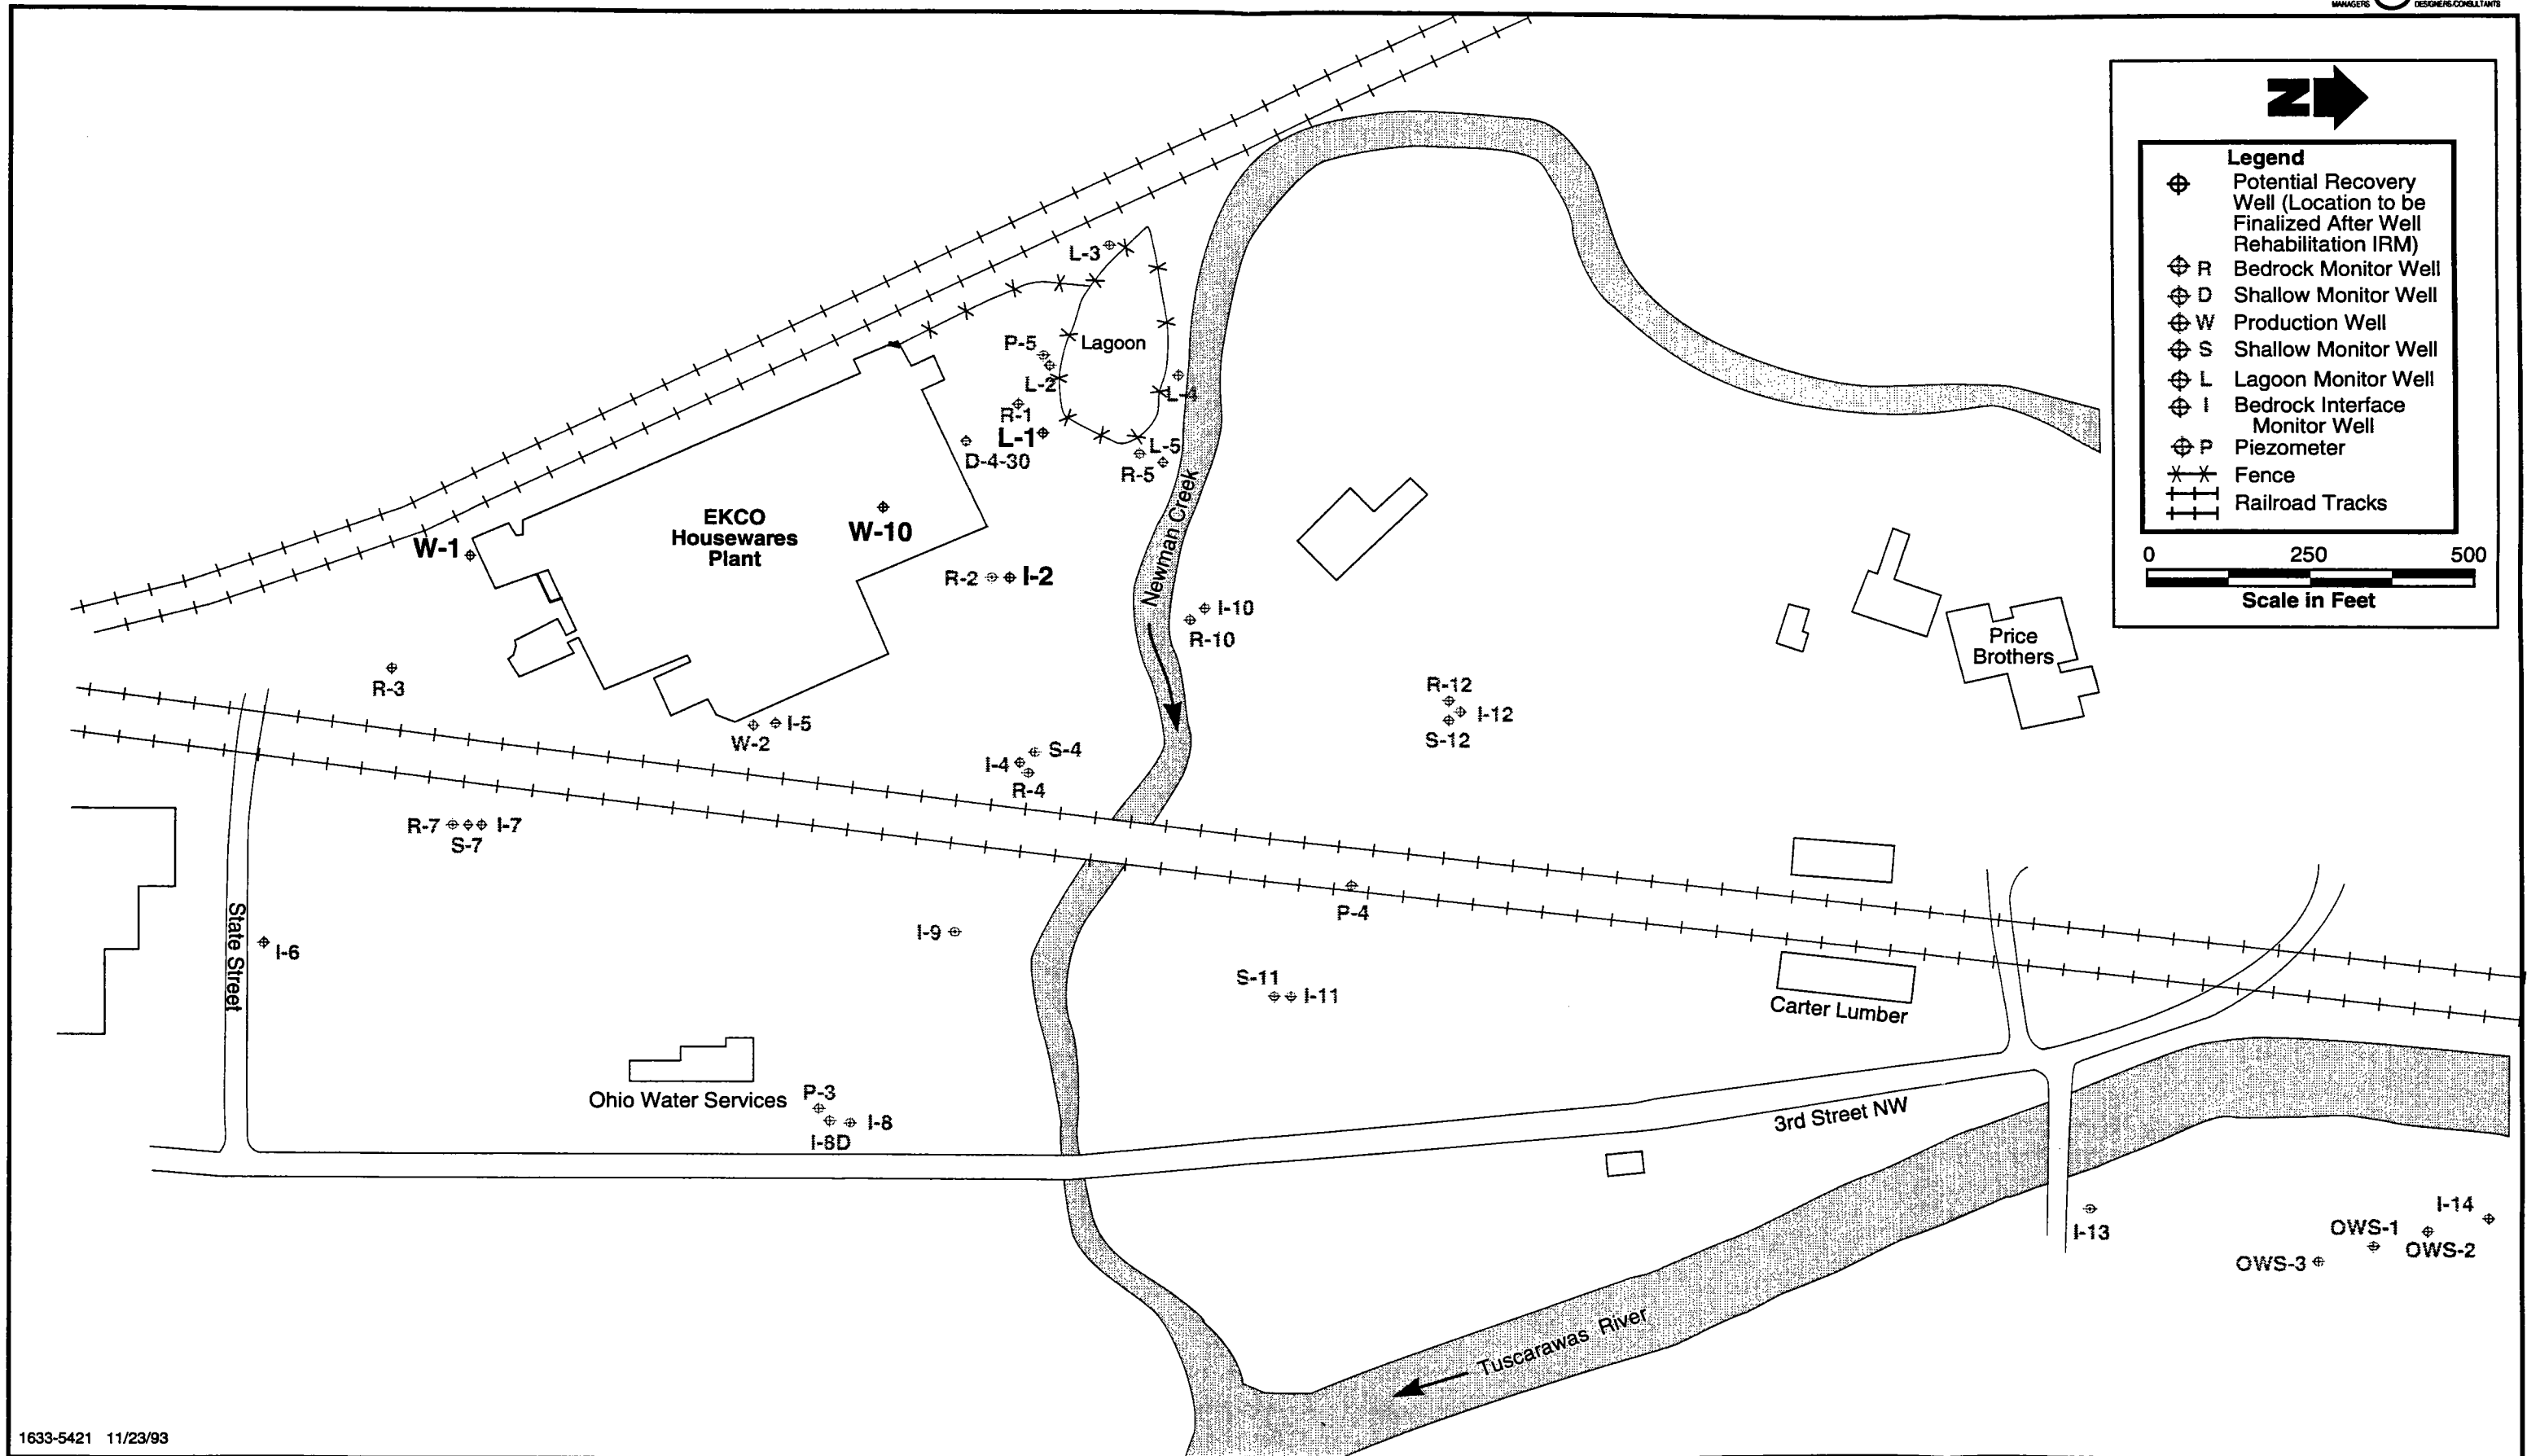 MANAGERS
DESIGNERS/CONSULTANTS
N
Legend
Potential Recovery
Well (Location to be
Finalized After Well
Rehabilitation IRM)
R Bedrock Monitor Well
D Shallow Monitor Well
W Production Well
S Shallow Monitor Well
L Lagoon Monitor Well
I Bedrock Interface
Monitor Well
P Piezometer
Fence
Railroad Tracks
0 250 500
Scale in Feet
L-3
P-5
Lagoon
L-2
L-4
R-1
L-1
D-4-30
L-5
R-5
Newman Creek
EKCO
Housewares
Plant
W-10
W-1
R-2
I-2
I-10
R-10
Price
Brothers
R-3
R-12
I-12
S-12
I-5
W-2
S-4
I-4
R-4
R-7
I-7
S-7
P-4
State Street
I-6
I-9
S-11
I-11
Carter Lumber
Ohio Water Services
P-3
I-8
I-8D
3rd Street NW
I-13
I-14
OWS-1
OWS-2
OWS-3
Tuscarawas River
1633-5421 11/23/93